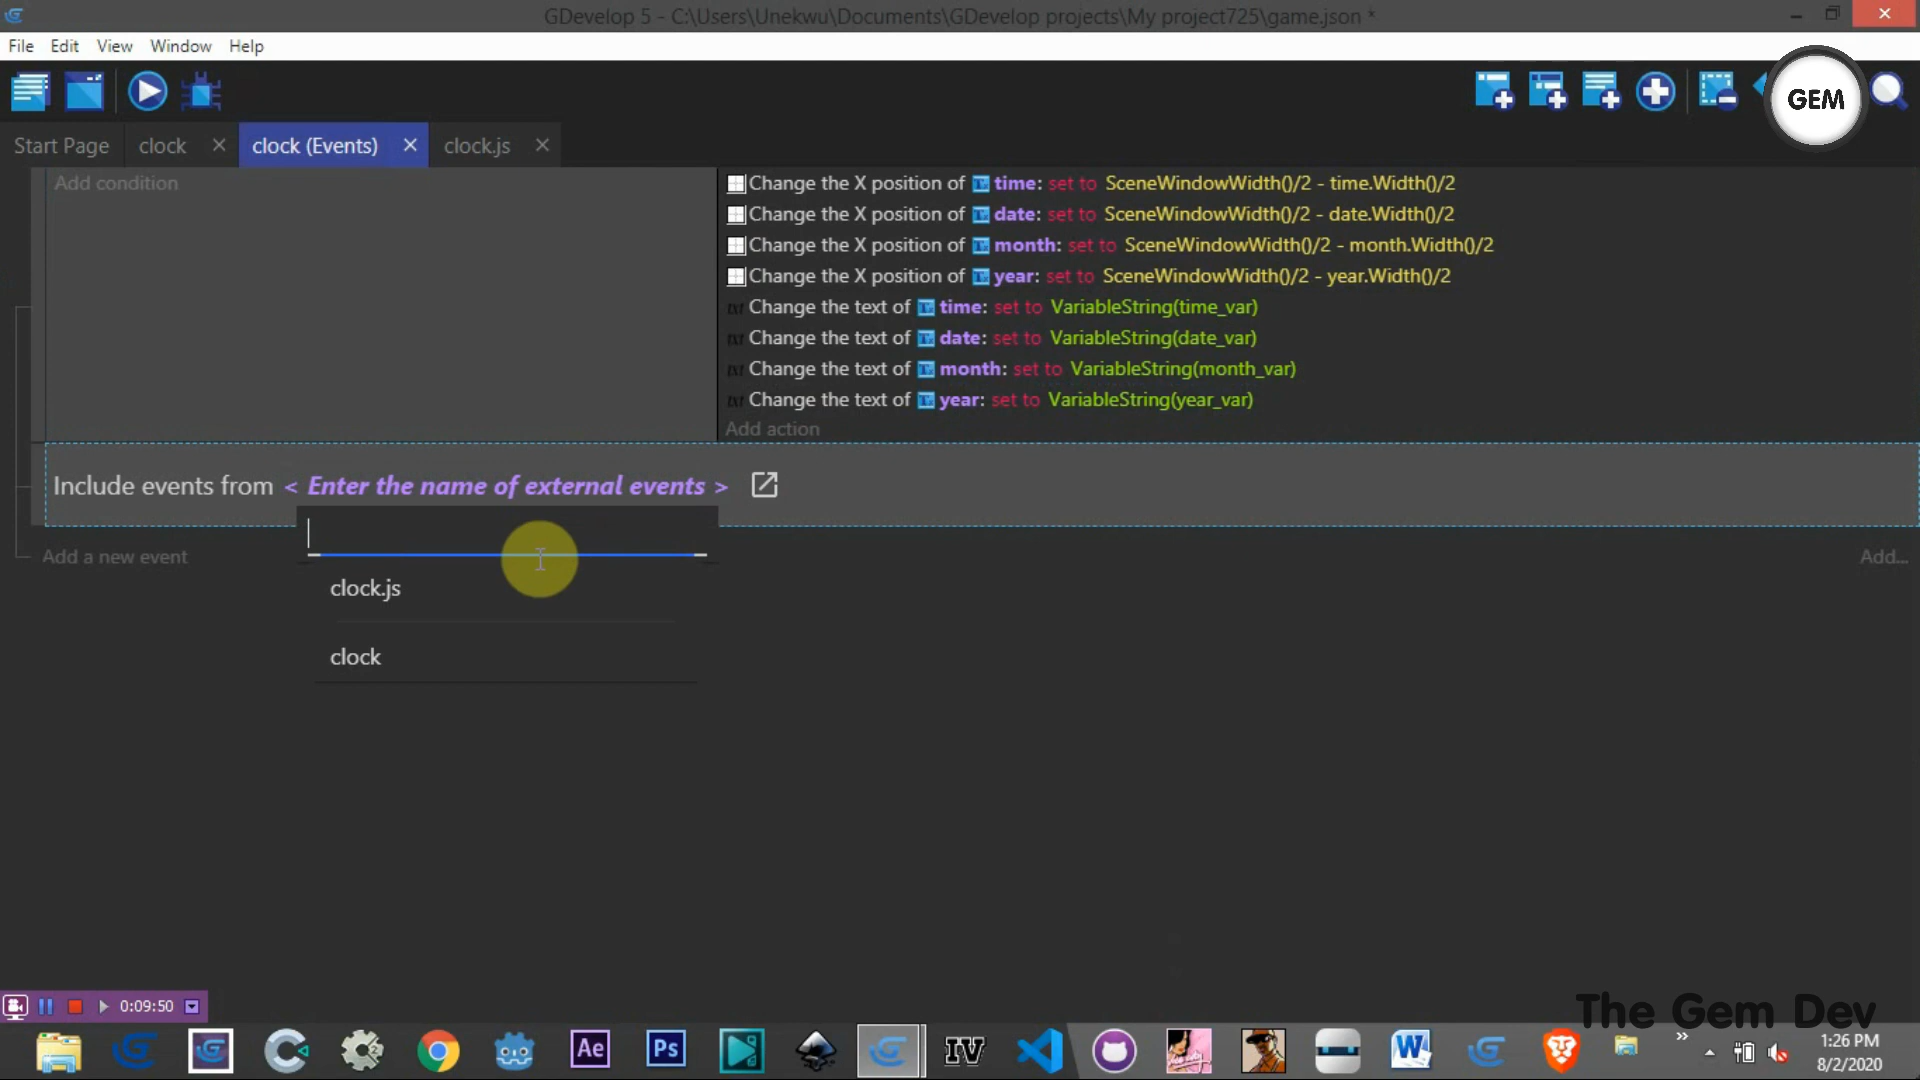 GDevelop 5 - C:\Users\Unekwu\Documents\GDevelop projects\My project725\game.json *
File Edit View Window Help
GEM
Start Page clock clock (Events) clock.js
Add condition
Change the X position of time: set to SceneWindowWidth()/2 - time.Width()/2
Change the X position of date: set to SceneWindowWidth()/2 - date.Width()/2
Change the X position of month: set to SceneWindowWidth()/2 - month.Width()/2
Change the X position of year: set to SceneWindowWidth()/2 - year.Width()/2
Change the text of time: set to VariableString(time_var)
Change the text of date: set to VariableString(date_var)
Change the text of month: set to VariableString(month_var)
Change the text of year: set to VariableString(year_var)
Add action
Include events from < Enter the name of external events >
clock.js
clock
Add a new event Add...
0:09:50
The Gem Dev
Ae Ps IV W
1:26 PM
8/2/2020